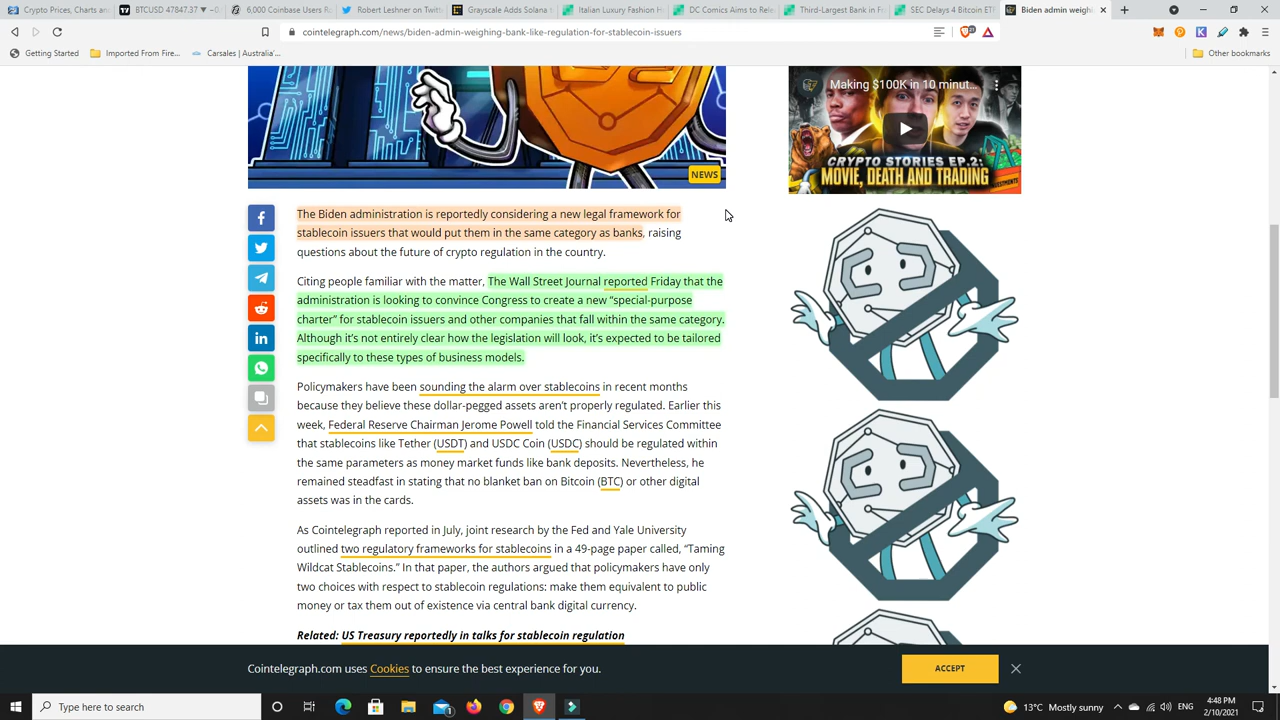 Crypto Prices, Charts and
BTCUSD 47847.37
6,000 Coinbase Users R
Robert Leshner on Twitt
Grayscale Adds Solana
Italian Luxury Fashion H
DC Comics Aims to Rele
Third-Largest Bank in
SEC Delays 4 Bitcoin ET
Biden admin weighi
cointelegraph.com/news/biden-admin-weighing-bank-like-regulation-for-stablecoin-issuers
Getting Started
Imported From Fire...
Carsales | Australia'...
Other bookmarks
Making $100K in 10 minut...
CRYPTO STORIES EP.2:
MOVIE, DEATH AND TRADING
NEWS
The Biden administration is reportedly considering a new legal framework for
stablecoin issuers that would put them in the same category as banks, raising
questions about the future of crypto regulation in the country.
Citing people familiar with the matter, The Wall Street Journal reported Friday that the
administration is looking to convince Congress to create a new “special-purpose
charter” for stablecoin issuers and other companies that fall within the same category.
Although it’s not entirely clear how the legislation will look, it’s expected to be tailored
specifically to these types of business models.
Policymakers have been sounding the alarm over stablecoins in recent months
because they believe these dollar-pegged assets aren’t properly regulated. Earlier this
week, Federal Reserve Chairman Jerome Powell told the Financial Services Committee
that stablecoins like Tether (USDT) and USDC Coin (USDC) should be regulated within
the same parameters as money market funds like bank deposits. Nevertheless, he
remained steadfast in stating that no blanket ban on Bitcoin (BTC) or other digital
assets was in the cards.
As Cointelegraph reported in July, joint research by the Fed and Yale University
outlined two regulatory frameworks for stablecoins in a 49-page paper called, “Taming
Wildcat Stablecoins.” In that paper, the authors argued that policymakers have only
two choices with respect to stablecoin regulations: make them equivalent to public
money or tax them out of existence via central bank digital currency.
Related: US Treasury reportedly in talks for stablecoin regulation
Cointelegraph.com uses Cookies to ensure the best experience for you.
ACCEPT
Type here to search
13°C Mostly sunny
ENG
4:48 PM
2/10/2021